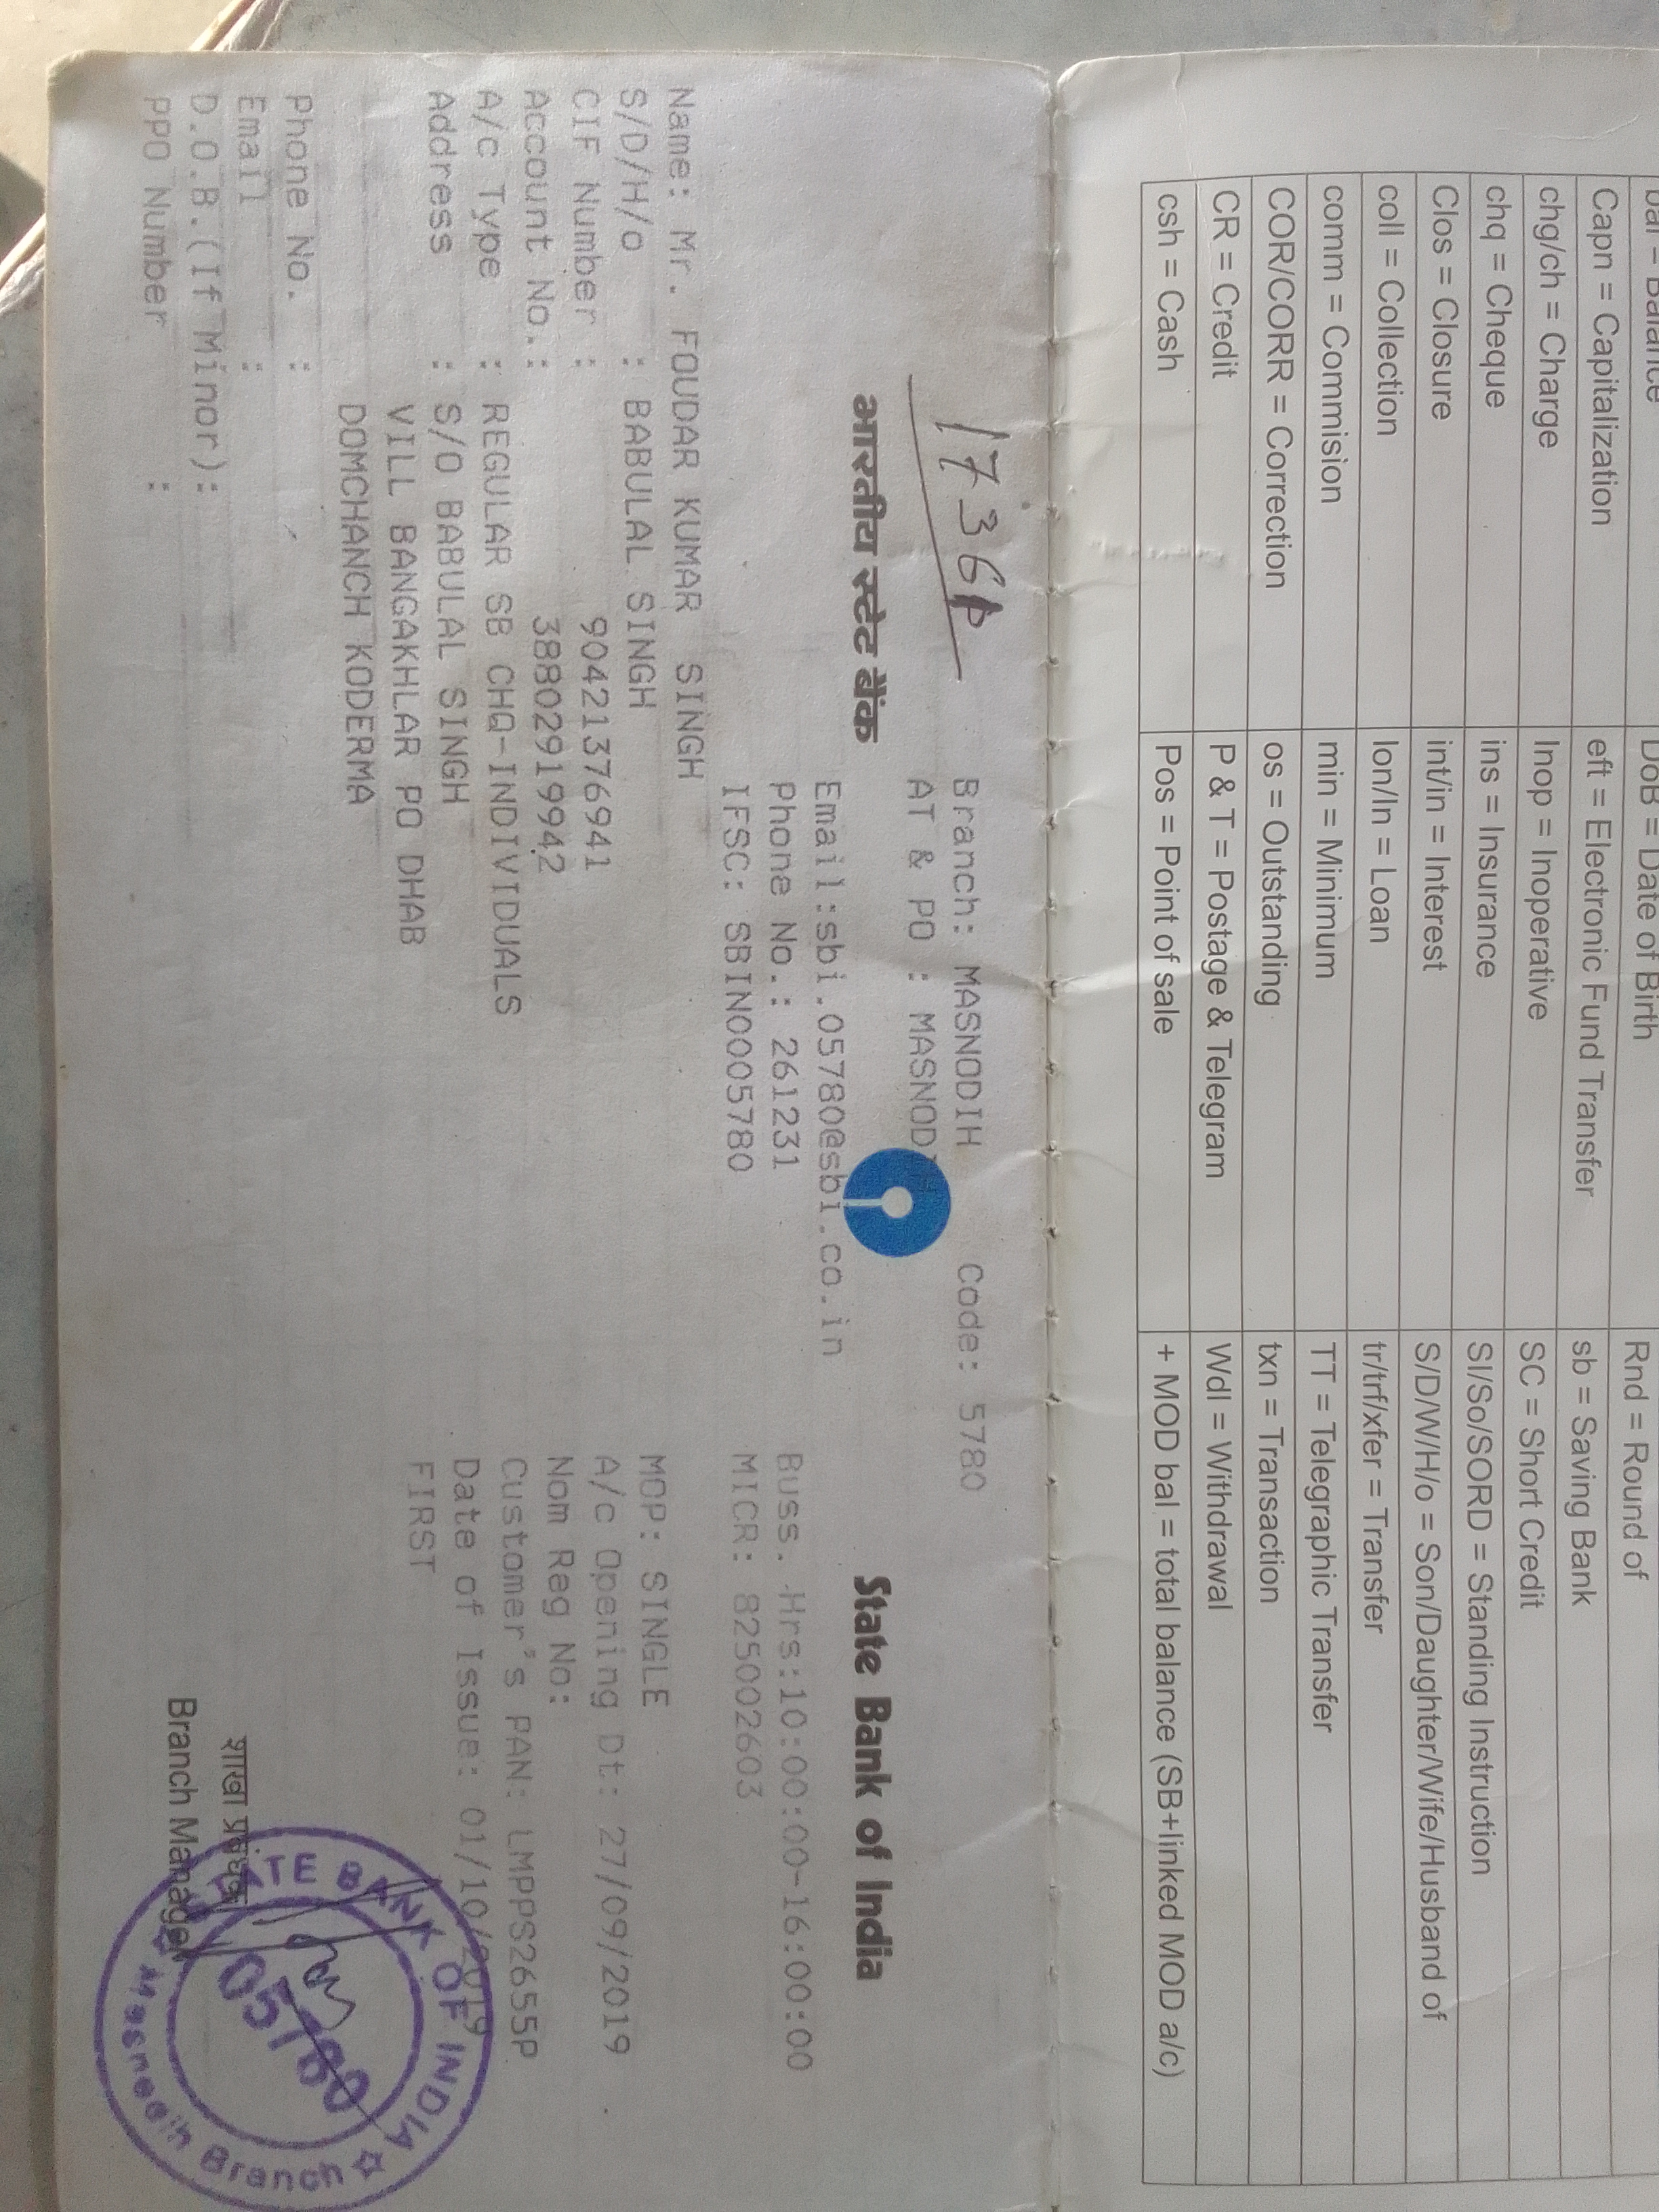 bal = Balance
DoB = Date of Birth
Rnd = Round of
Capn = Capitalization
eft = Electronic Fund Transfer
sb = Saving Bank
chg/ch = Charge
Inop = Inoperative
SC = Short Credit
chq = Cheque
ins = Insurance
SI/So/SORD = Standing Instruction
Clos = Closure
int/in = Interest
S/D/W/H/o = Son/Daughter/Wife/Husband of
coll = Collection
lon/ln = Loan
tr/trf/xfer = Transfer
comm = Commision
min = Minimum
TT = Telegraphic Transfer
COR/CORR = Correction
os = Outstanding
txn = Transaction
CR = Credit
P & T = Postage & Telegram
Wdl = Withdrawal
csh = Cash
Pos = Point of sale
+ MOD bal = total balance (SB+linked MOD a/c)
Branch: MASNODIH Code: 5780
AT & PO : MASNODIH
भारतीय स्टेट बैंक
State Bank of India
Email:sbi.05780@sbi.co.in
Phone No.: 261231 Buss. Hrs:10:00:00-16:00:00
IFSC: SBIN0005780 MICR: 825002603
Name: Mr. FOUDAR KUMAR SINGH
S/D/H/o : BABULAL SINGH MOP: SINGLE
CIF Number : 90421376941 A/c Opening Dt: 27/09/2019
Account No.: 38802919942 Nom Reg No:
A/c Type : REGULAR SB CHQ-INDIVIDUALS Customer's PAN: LMPPS2655P
Address : S/O BABULAL SINGH Date of Issue: 01/10/2019
VILL BANGAKHLAR PO DHAB FIRST
DOMCHANCH KODERMA
Phone No. :
Email :
D.O.B.(If Minor):
PPO Number :
शाखा प्रबंधक
Branch Manager
STATE BANK OF INDIA
05780
Masnodih Branch